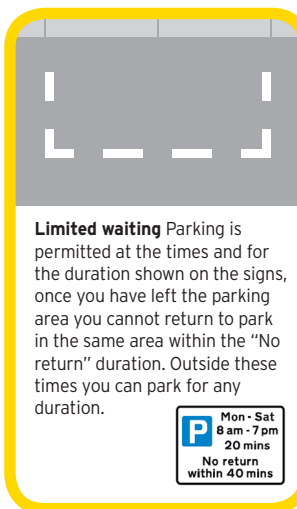 Limited waiting Parking is
permitted at the times and for
the duration shown on the signs,
once you have left the parking
area you cannot return to park
in the same area within the “No
return” duration. Outside these
times you can park for any
duration.
P
Mon - Sat
8 am - 7 pm
20 mins
No return
within 40 mins